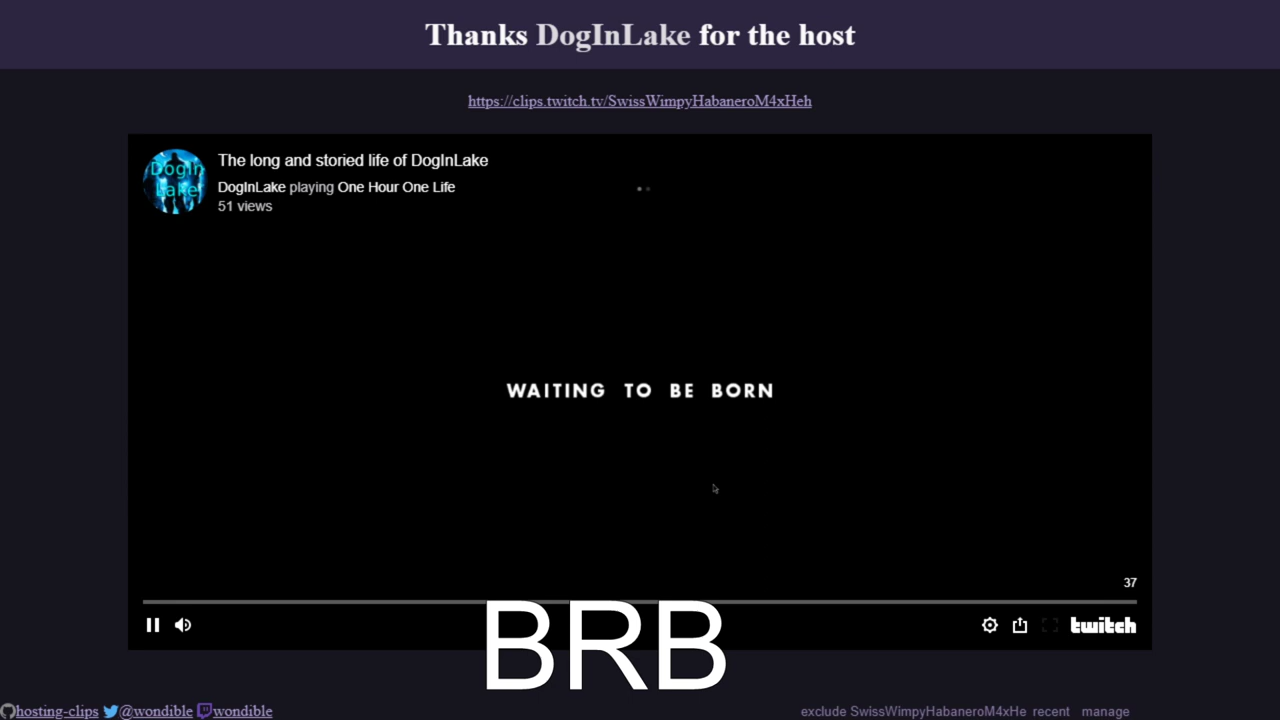 Thanks DogInLake for the host
https://clips.twitch.tv/SwissWimpyHabaneroM4xHeh
DogIn
Lake
The long and storied life of DogInLake
DogInLake playing One Hour One Life
51 views
WAITING TO BE BORN
37
twitch
BRB
hosting-clips @wondible wondible
exclude SwissWimpyHabaneroM4xHe recent manage